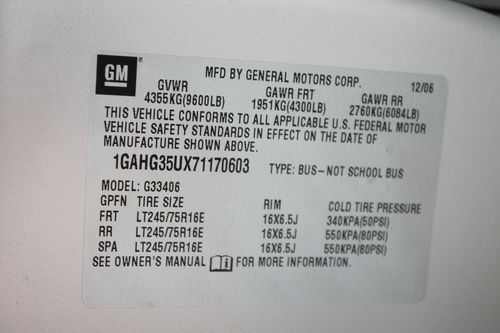 GM
MFD BY GENERAL MOTORS CORP. 12/06
GVWR GAWR FRT GAWR RR
4355KG(9600LB) 1951KG(4300LB) 2760KG(6084LB)
THIS VEHICLE CONFORMS TO ALL APPLICABLE U.S. FEDERAL MOTOR
VEHICLE SAFETY STANDARDS IN EFFECT ON THE DATE OF
MANUFACTURE SHOWN ABOVE.
1GAHG35UX71170603 TYPE: BUS-NOT SCHOOL BUS
MODEL: G33406
GPFN TIRE SIZE RIM COLD TIRE PRESSURE
FRT LT245/75R16E 16X6.5J 340KPA(50PSI)
RR LT245/75R16E 16X6.5J 550KPA(80PSI)
SPA LT245/75R16E 16X6.5J 550KPA(80PSI)
SEE OWNER'S MANUAL FOR MORE INFORMATION.